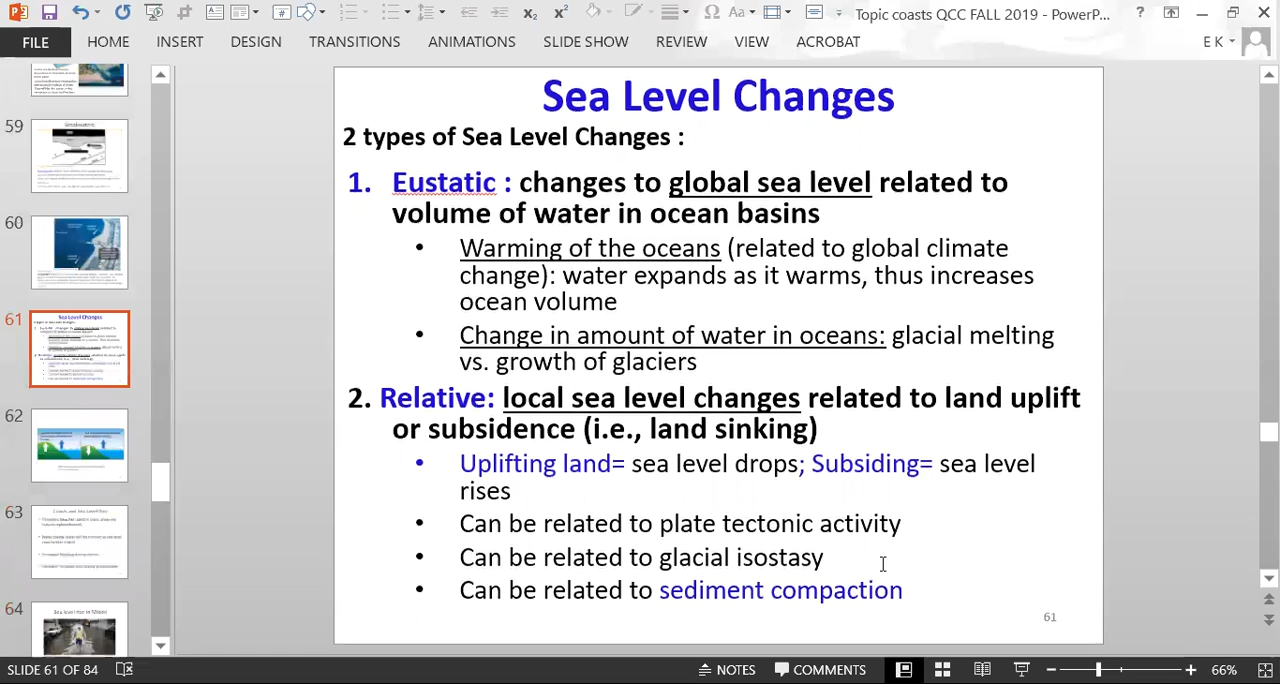 Topic coasts QCC FALL 2019 - PowerP...
FILE HOME INSERT DESIGN TRANSITIONS ANIMATIONS SLIDE SHOW REVIEW VIEW ACROBAT E K
59
60
61
62
63
64
Sea Level Changes
Sea level rise in Miami
Sea Level Changes
2 types of Sea Level Changes :
1. Eustatic : changes to global sea level related to
volume of water in ocean basins
• Warming of the oceans (related to global climate
change): water expands as it warms, thus increases
ocean volume
• Change in amount of water in oceans: glacial melting
vs. growth of glaciers
2. Relative: local sea level changes related to land uplift
or subsidence (i.e., land sinking)
• Uplifting land= sea level drops; Subsiding= sea level
rises
• Can be related to plate tectonic activity
• Can be related to glacial isostasy
• Can be related to sediment compaction
61
SLIDE 61 OF 84 NOTES COMMENTS 66%